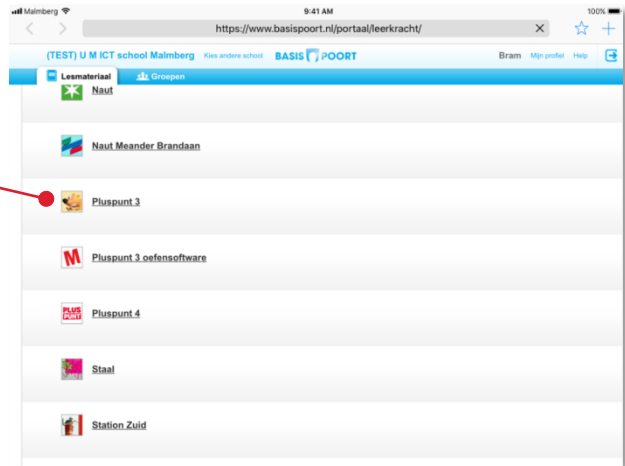 Malmberg 9:41 AM 100%
https://www.basispoort.nl/portaal/leerkracht/
(TEST) U M ICT school Malmberg Kies andere school BASIS POORT Bram Mijn profiel Help
Lesmateriaal Groepen
Naut
Naut Meander Brandaan
Pluspunt 3
M Pluspunt 3 oefensoftware
PLUS
PUNT
Pluspunt 4
Staal
Station Zuid